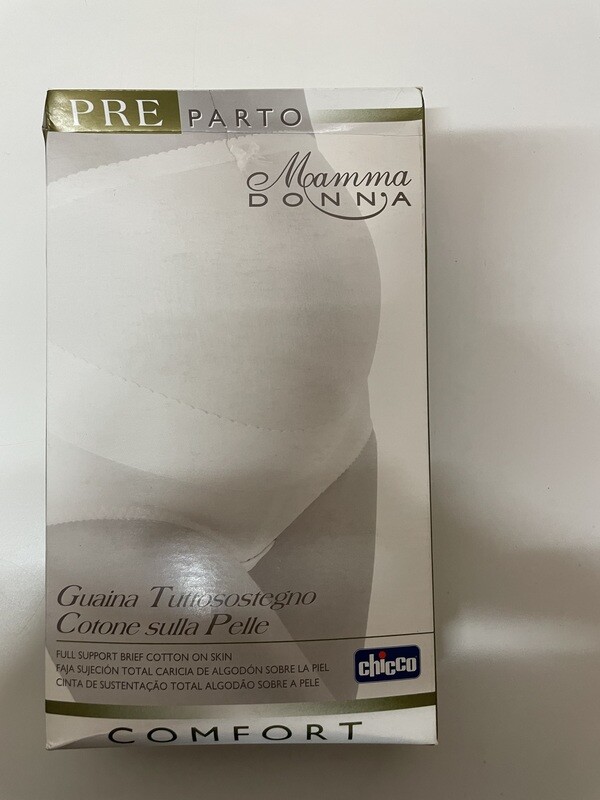 PRE PARTO
Mamma
DONNA
Guaina Tuttosostegno
Cotone sulla Pelle
FULL SUPPORT BRIEF COTTON ON SKIN
FAJA SUJECIÓN TOTAL CARICIA DE ALGODÓN SOBRE LA PIEL
CINTA DE SUSTENTAÇÃO TOTAL ALGODÃO SOBRE A PELE
chicco
COMFORT